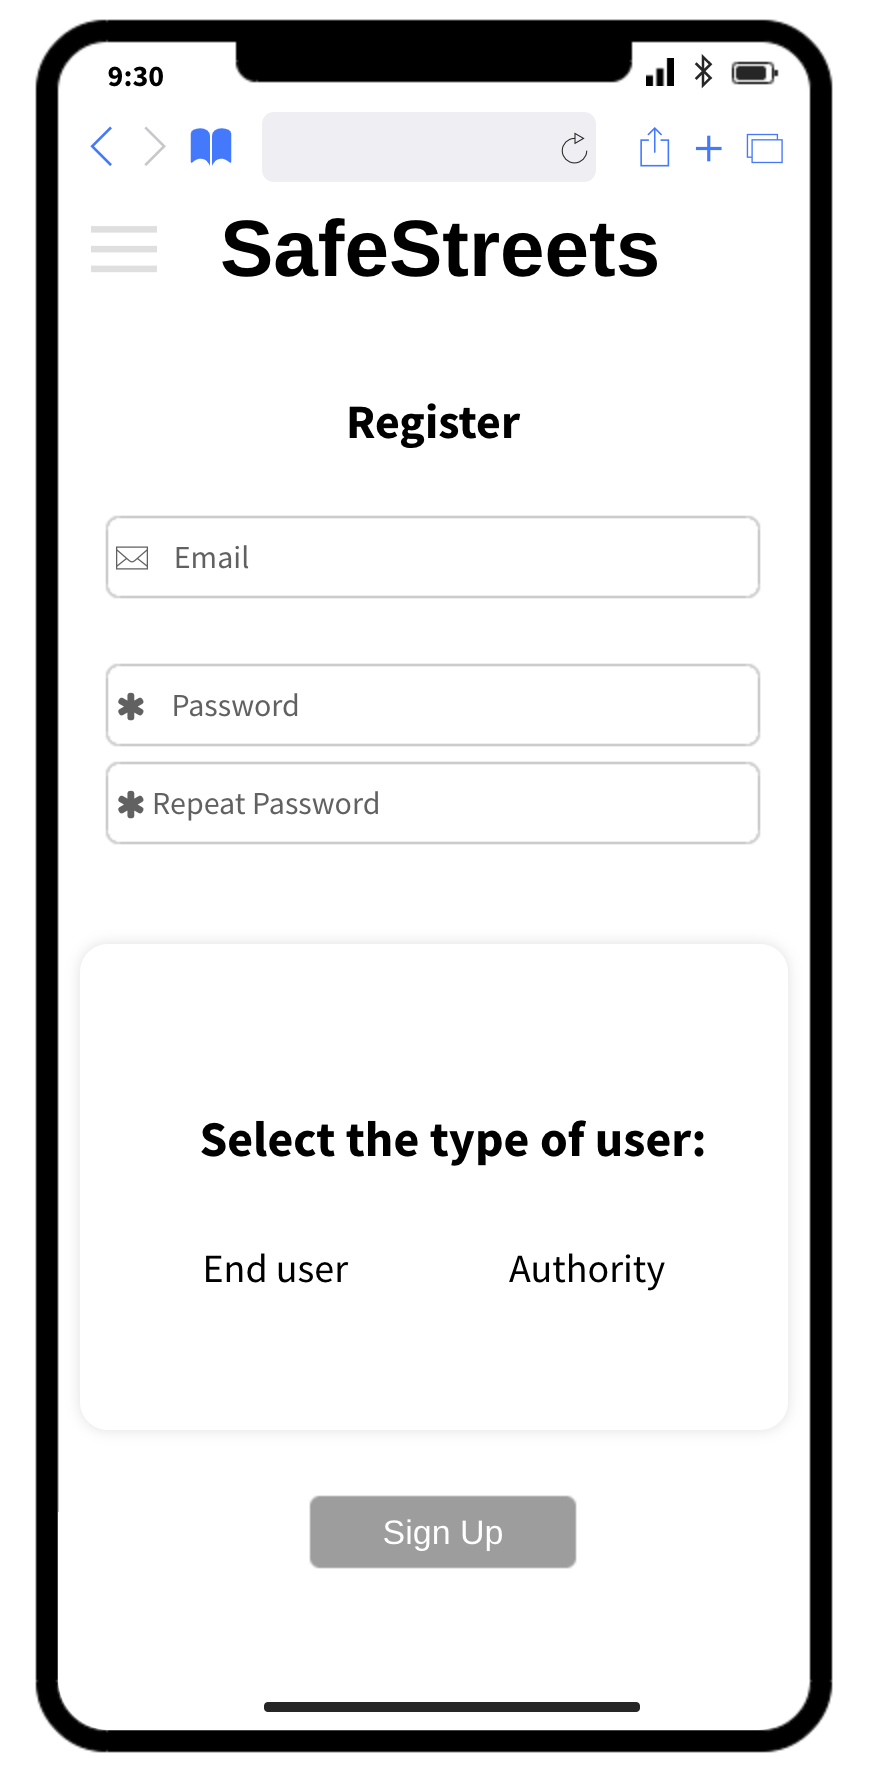 9:30
SafeStreets
Register
Email
Password
Repeat Password
Select the type of user:
End user Authority
Sign Up